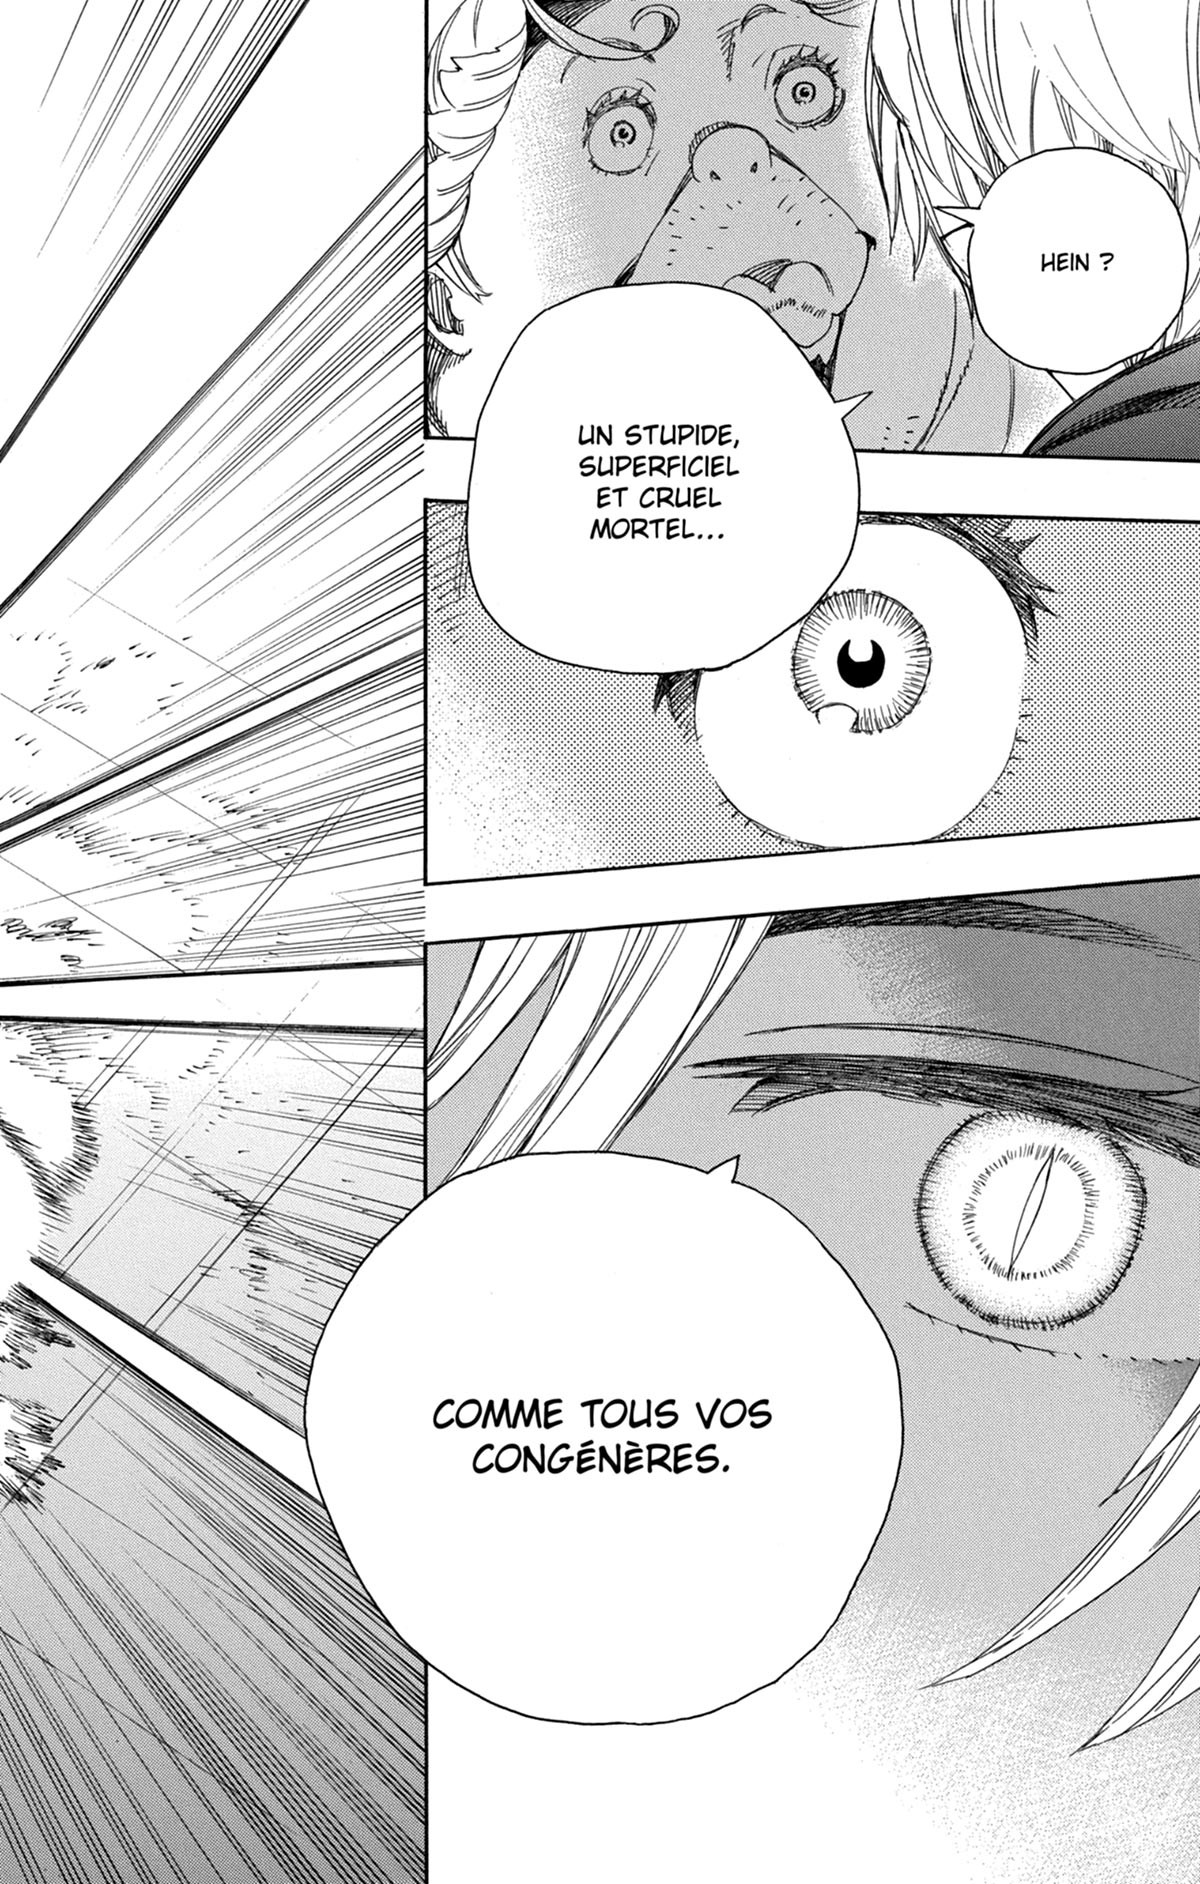 HEIN ?
UN STUPIDE,
SUPERFICIEL
ET CRUEL
MORTEL...
COMME TOUS VOS
CONGÉNÈRES.